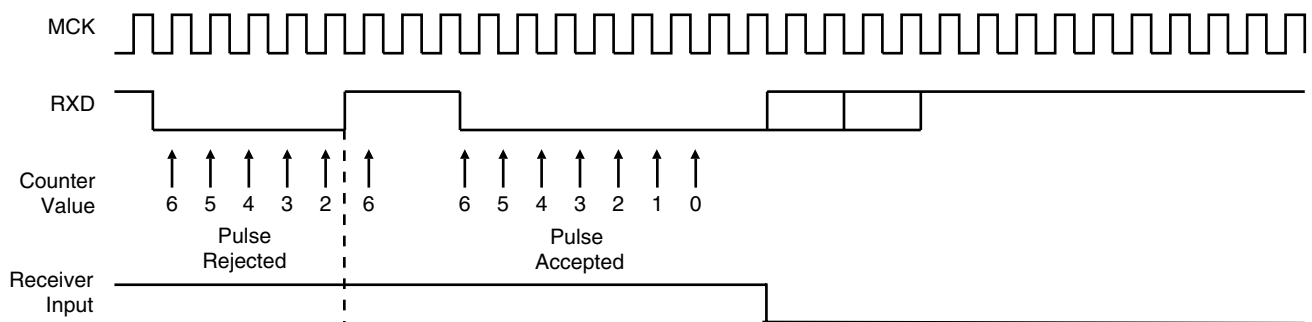 MCK
RXD
Counter
Value
6 5 4 3 2 6 6 5 4 3 2 1 0
Pulse
Rejected
Pulse
Accepted
Receiver
Input